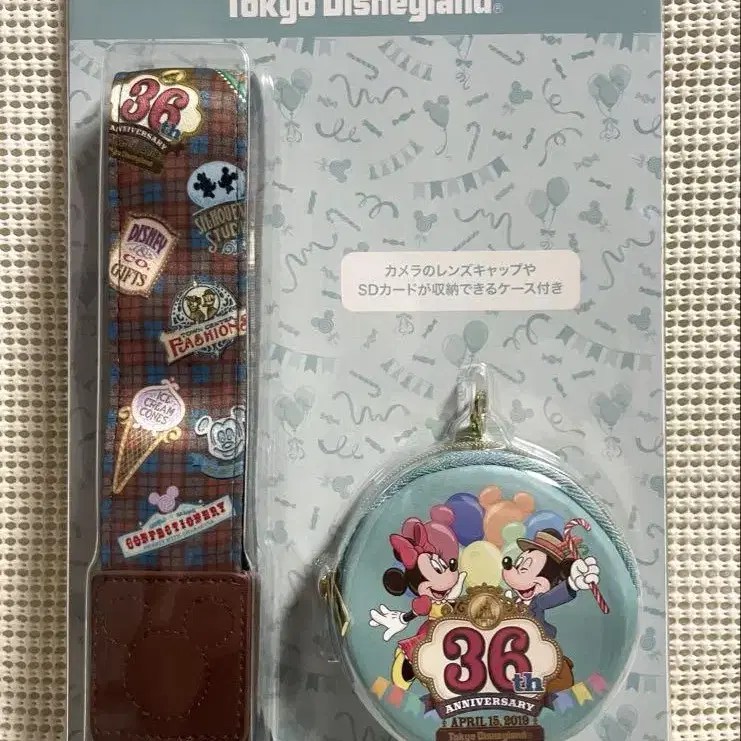 Tokyo Disneyland®
36th
ANNIVERSARY
DISNEY
& CO.
GIFTS
TOWN CENTER
FASHIONS
ICE
CREAM
CONES
CONFECTIONERY
カメラのレンズキャップや
SDカードが収納できるケース付き
36th
ANNIVERSARY
APRIL 15, 2019
Tokyo Disneyland